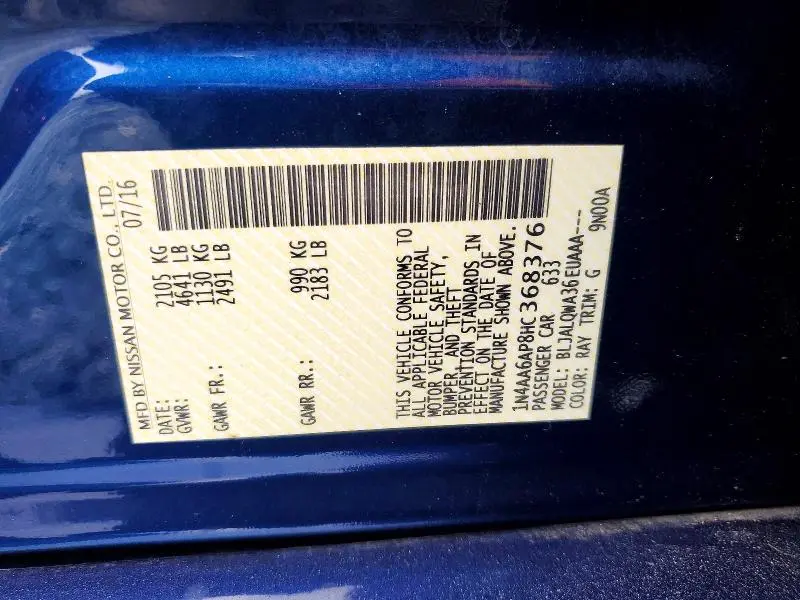 MFD BY NISSAN MOTOR CO., LTD.
DATE: 07/16
GVWR: 2105 KG
4641 LB
GAWR FR.: 1130 KG
2491 LB
GAWR RR.: 990 KG
2183 LB
THIS VEHICLE CONFORMS TO
ALL APPLICABLE FEDERAL
MOTOR VEHICLE SAFETY,
BUMPER, AND THEFT
PREVENTION STANDARDS IN
EFFECT ON THE DATE OF
MANUFACTURE SHOWN ABOVE.
1N4AA6AP8HC368376
PASSENGER CAR 633
MODEL: BLJALQWA36EUAAA---
COLOR: RAY TRIM: G 9N00A